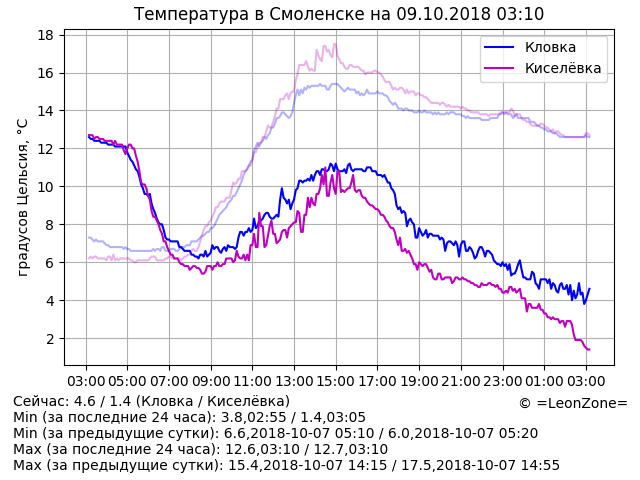 Температура в Смоленске на 09.10.2018 03:10
18
16
14
12
10
8
6
4
2
градусов Цельсия, °C
Кловка
Киселёвка
03:00 05:00 07:00 09:00 11:00 13:00 15:00 17:00 19:00 21:00 23:00 01:00 03:00
Сейчас: 4.6 / 1.4 (Кловка / Киселёвка)
© =LeonZone=
Min (за последние 24 часа): 3.8,02:55 / 1.4,03:05
Min (за предыдущие сутки): 6.6,2018-10-07 05:10 / 6.0,2018-10-07 05:20
Max (за последние 24 часа): 12.6,03:10 / 12.7,03:10
Max (за предыдущие сутки): 15.4,2018-10-07 14:15 / 17.5,2018-10-07 14:55